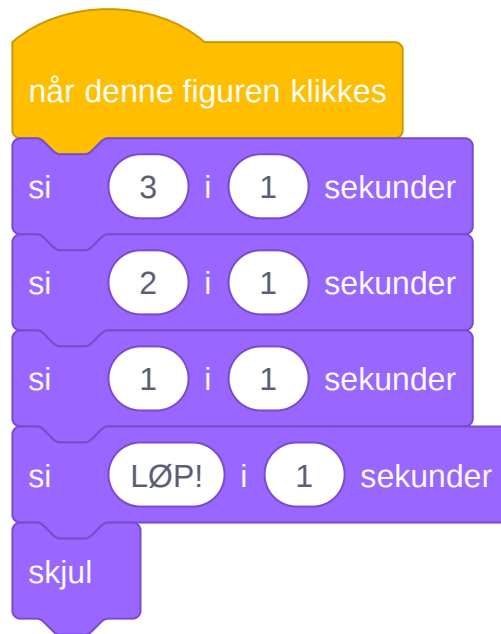 når denne figuren klikkes
si 3 i 1 sekunder
si 2 i 1 sekunder
si 1 i 1 sekunder
si LØP! i 1 sekunder
skjul